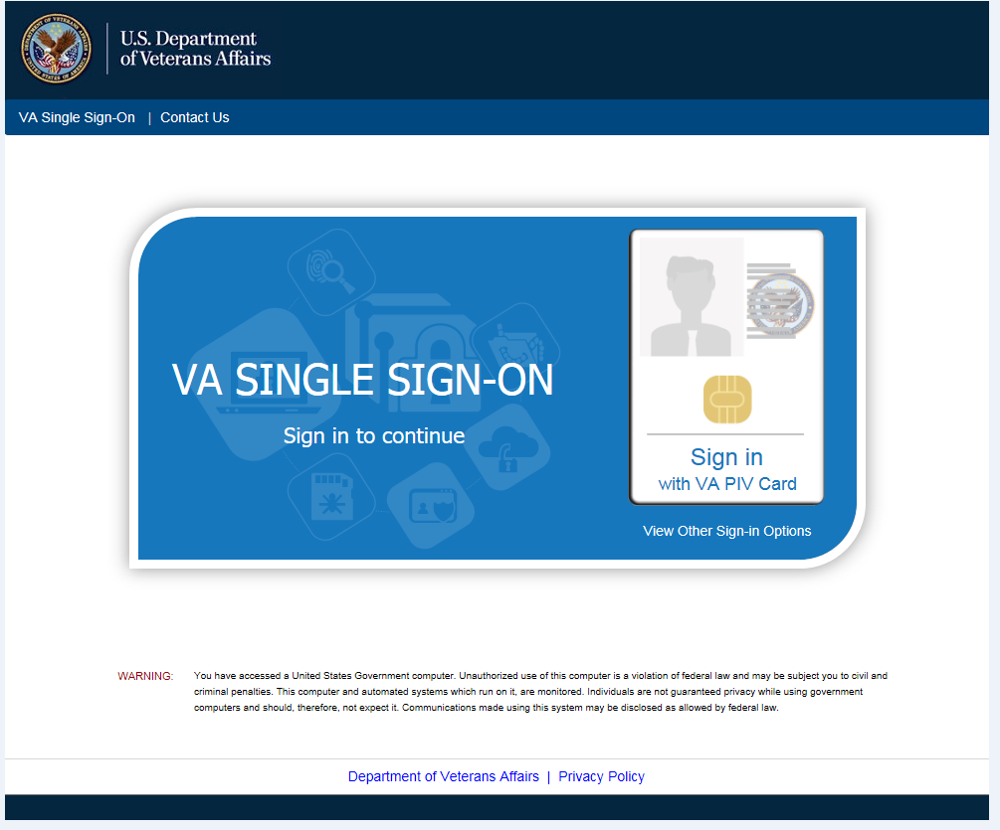 U.S. Department
of Veterans Affairs
VA Single Sign-On | Contact Us
VA SINGLE SIGN-ON
Sign in to continue
Sign in
with VA PIV Card
View Other Sign-in Options
WARNING: You have accessed a United States Government computer. Unauthorized use of this computer is a violation of federal law and may be subject you to civil and
criminal penalties. This computer and automated systems which run on it, are monitored. Individuals are not guaranteed privacy while using government
computers and should, therefore, not expect it. Communications made using this system may be disclosed as allowed by federal law.
Department of Veterans Affairs | Privacy Policy